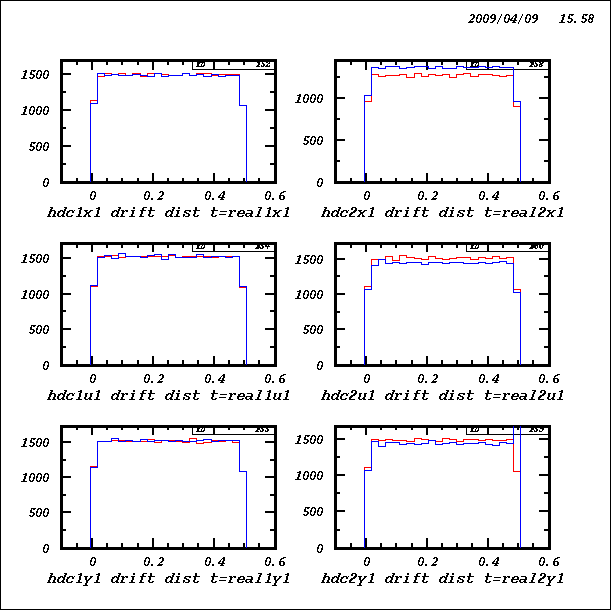 2009/04/09 15.58
ID 152
1500
1000
500
0
0 0.2 0.4 0.6
hdc1x1 drift dist t=real1x1
ID 158
1000
500
0
0 0.2 0.4 0.6
hdc2x1 drift dist t=real2x1
1500
1000
500
0
0 0.2 0.4 0.6
hdc1u1 drift dist t=real1u1
1500
1000
500
0
0 0.2 0.4 0.6
hdc2u1 drift dist t=real2u1
1500
1000
500
0
0 0.2 0.4 0.6
hdc1y1 drift dist t=real1y1
1500
1000
500
0
0 0.2 0.4 0.6
hdc2y1 drift dist t=real2y1